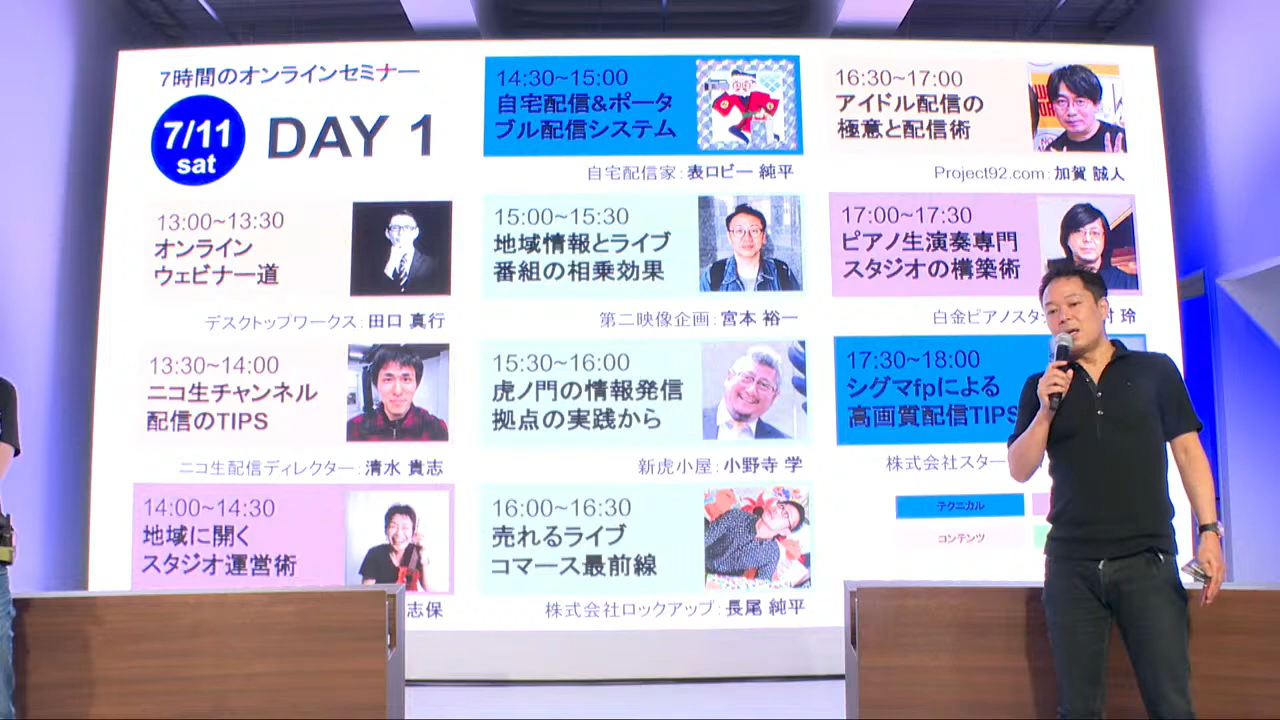 7時間のオンラインセミナー
7/11
sat
DAY 1
13:00~13:30
オンライン
ウェビナー道
デスクトップワークス：田口 真行
13:30~14:00
ニコ生チャンネル
配信のTIPS
ニコ生配信ディレクター：清水 貴志
14:00~14:30
地域に開く
スタジオ運営術
志保
14:30~15:00
自宅配信&ポータ
ブル配信システム
自宅配信家：表ロビー 純平
15:00~15:30
地域情報とライブ
番組の相乗効果
第二映像企画：宮本 裕一
15:30~16:00
虎ノ門の情報発信
拠点の実践から
新虎小屋：小野寺 学
16:00~16:30
売れるライブ
コマース最前線
株式会社ロックアップ：長尾 純平
16:30~17:00
アイドル配信の
極意と配信術
Project92.com：加賀 誠人
17:00~17:30
ピアノ生演奏専門
スタジオの構築術
白金ピアノスタ
玲
17:30~18:00
シグマfpによる
高画質配信TIPS
株式会社スター
テクニカル
コンテンツ